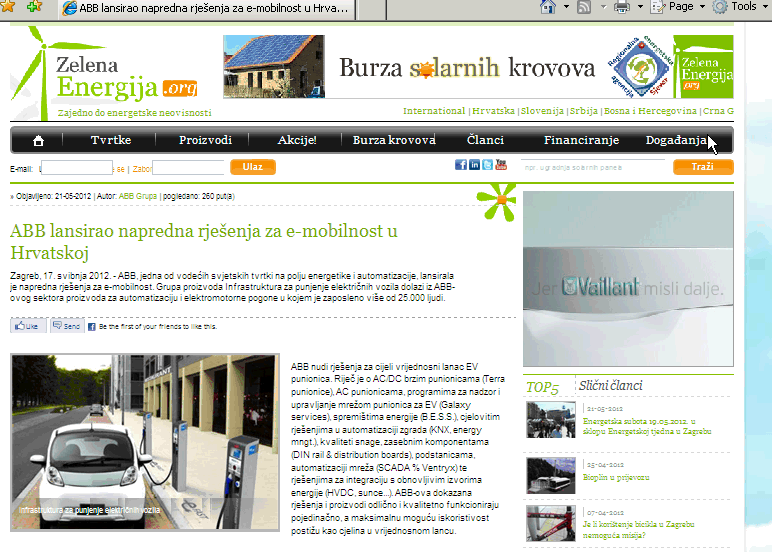 ABB lansirao napredna rješenja za e-mobilnost u Hrva...
Page
Tools
Zelena
Energija.org
Zajedno do energetske neovisnosti
Burza solarnih krovova
Regionalna energetska agencija Sjever
Zelena
Energija
.org
International | Hrvatska | Slovenija | Srbija | Bosna i Hercegovina | Crna G
Tvrtke
Proizvodi
Akcije!
Burza krovova
Članci
Financiranje
Događanja
E-mail:
se | Zabor
Ulaz
npr. ugradnja solarnih panela
Traži
» Objavljeno: 21-05-2012 | Autor: ABB Grupa | pogledano: 260 put(a)
ABB lansirao napredna rješenja za e-mobilnost u
Hrvatskoj
Zagreb, 17. svibnja 2012. - ABB, jedna od vodećih svjetskih tvrtki na polju energetike i automatizacije, lansirala
je napredna rješenja za e-mobilnost. Grupa proizvoda Infrastruktura za punjenje električnih vozila dolazi iz ABB-
ovog sektora proizvoda za automatizaciju i elektromotorne pogone u kojem je zaposleno više od 25.000 ljudi.
Like
Send
Be the first of your friends to like this.
ABB nudi rješenja za cijeli vrijednosni lanac EV
punionica. Riječ je o AC/DC brzim punionicama (Terra
punionice), AC punionicama, programima za nadzor i
upravljanje mrežom punionica za EV (Galaxy
services), spremištima energije (B.E.S.S.), cjelovitim
rješenjima u automatizaciji zgrada (KNX, energy
mngt.), kvaliteti snage, zasebnim komponentama
(DIN rail & distribution boards), podstanicama,
automatizaciji mreža (SCADA % Ventryx) te
rješenjima za integraciju s obnovljivim izvorima
energije (HVDC, sunce...). ABB-ova dokazana
rješenja i proizvodi odlično i kvalitetno funkcioniraju
pojedinačno, a maksimalnu moguću iskoristivost
postižu kao cjelina u vrijednosnom lancu.
Infrastruktura za punjenje električnih vozila
Jer Vaillant misli dalje.
TOP5
Slični članci
21-05-2012
Energetska subota 19.05.2012. u
sklopu Energetskog tjedna u Zagrebu
25-04-2012
Bioplin u prijevozu
07-04-2012
Je li korištenje bicikla u Zagrebu
nemoguća misija?